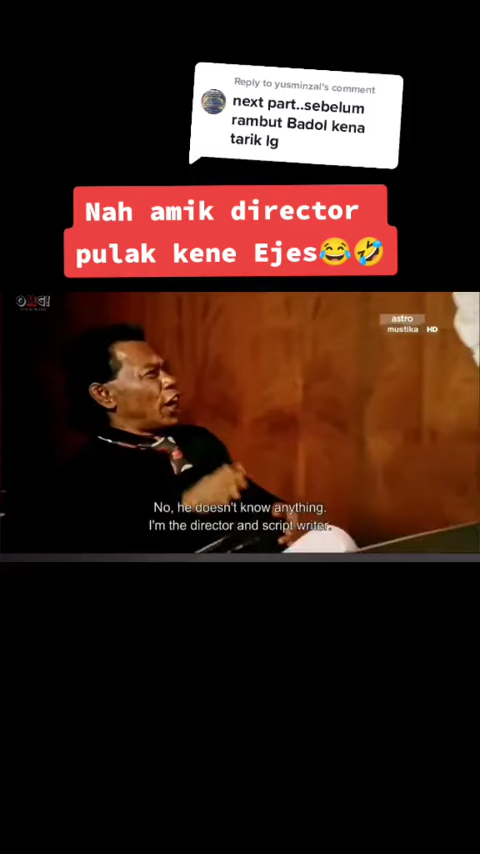 Reply to yusminzal's comment
next part..sebelum
rambut Badol kena
tarik lg
Nah amik director
pulak kene Ejes😂🤣
OMG!
astro
mustika HD
No, he doesn't know anything.
I'm the director and script writer.